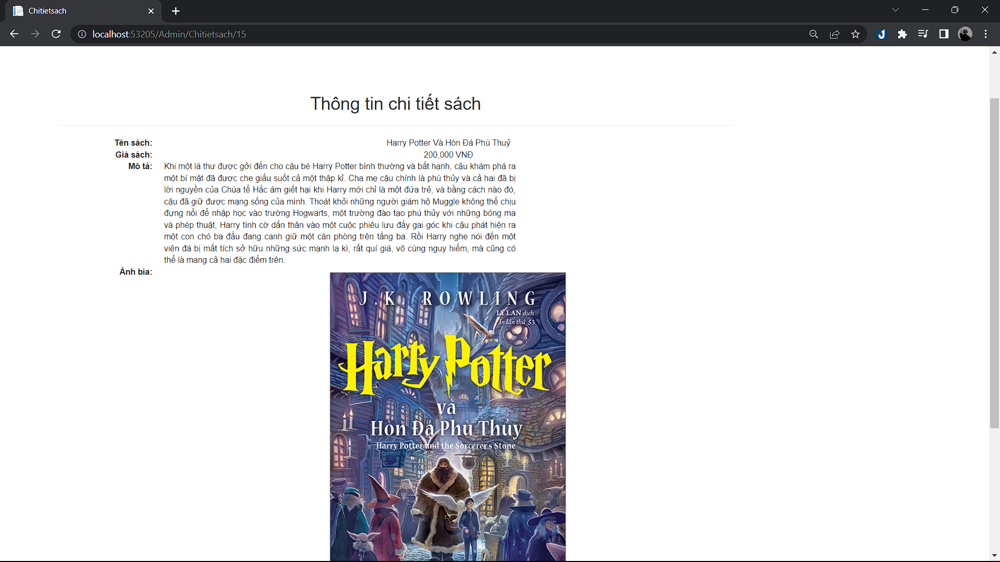 Chitietsach
localhost:53205/Admin/Chitietsach/15
Thông tin chi tiết sách
Tên sách: Harry Potter Và Hòn Đá Phù Thuỷ
Giá sách: 200,000 VNĐ
Mô tả: Khi một lá thư được gởi đến cho cậu bé Harry Potter bình thường và bất hạnh, cậu khám phá ra
một bí mật đã được che giấu suốt cả một thập kỉ. Cha mẹ cậu chính là phù thủy và cả hai đã bị
lời nguyền của Chúa tể Hắc ám giết hại khi Harry mới chỉ là một đứa trẻ, và bằng cách nào đó,
cậu đã giữ được mạng sống của mình. Thoát khỏi những người giám hộ Muggle không thể chịu
đựng nổi để nhập học vào trường Hogwarts, một trường đào tạo phù thủy với những bóng ma
và phép thuật, Harry tình cờ dấn thân vào một cuộc phiêu lưu đầy gai góc khi cậu phát hiện ra
một con chó ba đầu đang canh giữ một căn phòng trên tầng ba. Rồi Harry nghe nói đến một
viên đá bị mất tích sở hữu những sức mạnh lạ kì, rất quí giá, vô cùng nguy hiểm, mà cũng có
thể là mang cả hai đặc điểm trên.
Ảnh bìa:
J.K. ROWLING
LÝ LAN dịch
In lần thứ 53
Harry Potter
và
Hòn Đá Phù Thủy
Harry Potter and the Sorcerer's Stone